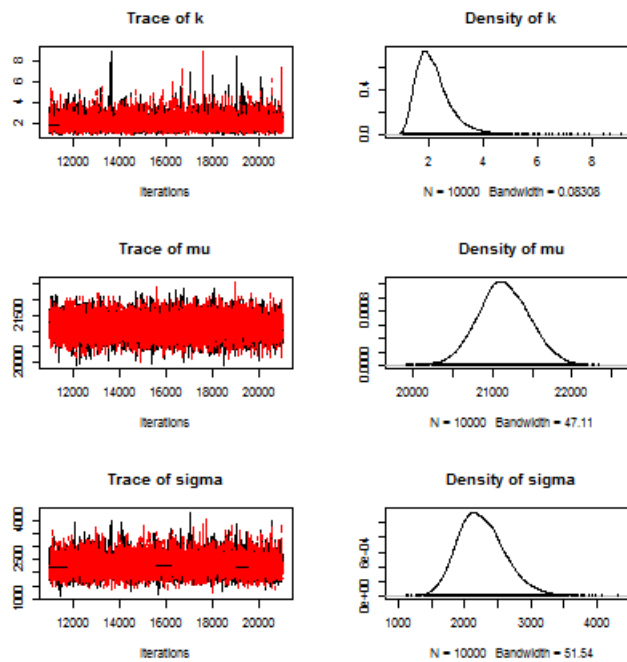 Trace of k
Density of k
8
6
4
2
12000 14000 16000 18000 20000
Iterations
0.4
0.0
2 4 6 8
N = 10000 Bandwidth = 0.08308
Trace of mu
Density of mu
21500
20000
12000 14000 16000 18000 20000
Iterations
0.0008
0.0000
20000 21000 22000
N = 10000 Bandwidth = 47.11
Trace of sigma
Density of sigma
4000
2500
1000
12000 14000 16000 18000 20000
Iterations
6e-04
0e+00
1000 2000 3000 4000
N = 10000 Bandwidth = 51.54